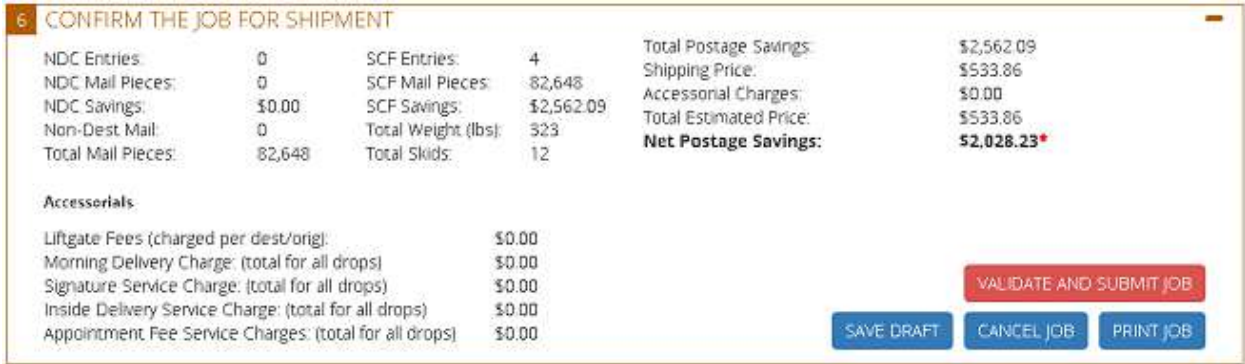 6 CONFIRM THE JOB FOR SHIPMENT
NDC Entries: 0 SCF Entries: 4 Total Postage Savings: $2,562.09
NDC Mail Pieces: 0 SCF Mail Pieces: 82,648 Shipping Price: $533.86
NDC Savings: $0.00 SCF Savings: $2,562.09 Accessorial Charges: $0.00
Non-Dest Mail: 0 Total Weight (lbs): 323 Total Estimated Price: $533.86
Total Mail Pieces: 82,648 Total Skids: 12 Net Postage Savings: $2,028.23*
Accessorials
Liftgate Fees (charged per dest/orig): $0.00
Morning Delivery Charge: (total for all drops) $0.00
Signature Service Charge: (total for all drops) $0.00
Inside Delivery Service Charge: (total for all drops) $0.00
Appointment Fee Service Charges: (total for all drops) $0.00
VALIDATE AND SUBMIT JOB
SAVE DRAFT CANCEL JOB PRINT JOB